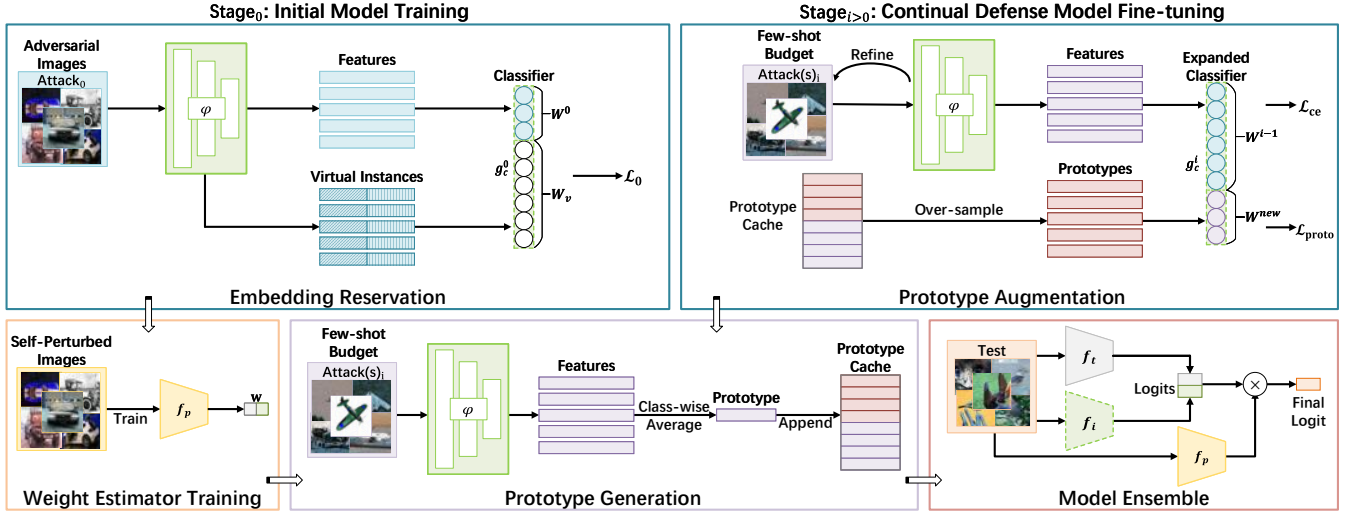 Stage₀: Initial Model Training
Adversarial
Images
Attack₀
φ
Features
Virtual Instances
Classifier
W⁰
g_c^0
W_v
ℒ₀
Embedding Reservation
Stage_{i>0}: Continual Defense Model Fine-tuning
Few-shot
Budget
Attack(s)ᵢ
Refine
φ
Features
Expanded
Classifier
ℒ_ce
W^{i-1}
g_c^i
Prototypes
Prototype
Cache
Over-sample
W^{new}
ℒ_proto
Prototype Augmentation
Self-Perturbed
Images
Train
f_p
w
Weight Estimator Training
Few-shot
Budget
Attack(s)ᵢ
φ
Features
Class-wise
Average
Prototype
Append
Prototype
Cache
Prototype Generation
Test
f_t
Logits
f_i
f_p
×
Final
Logit
Model Ensemble